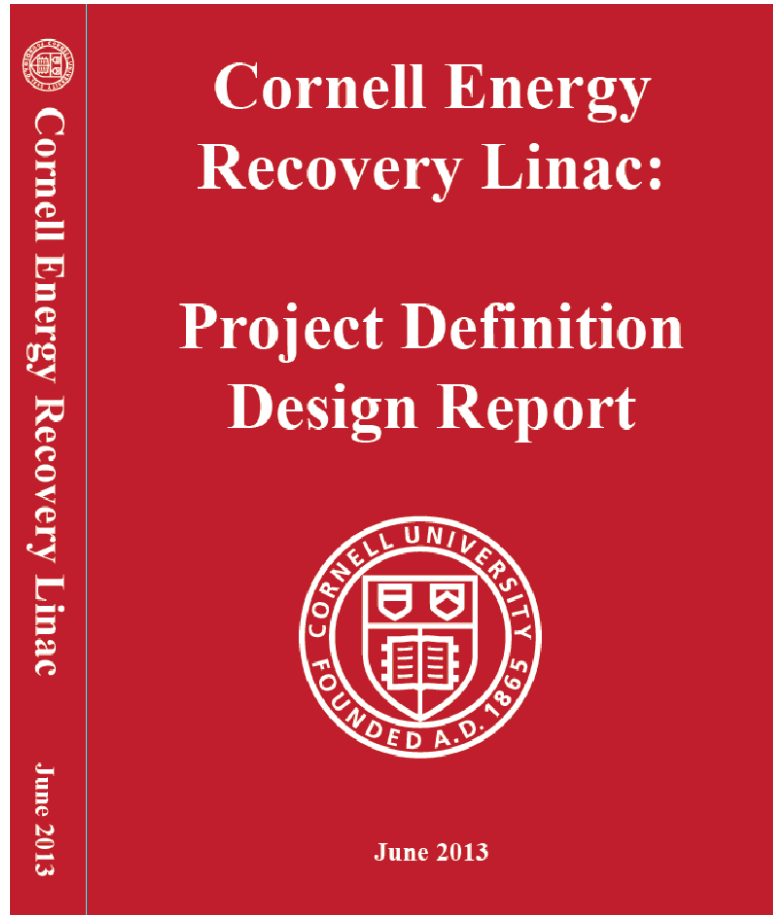 Cornell Energy Recovery Linac
June 2013
Cornell Energy
Recovery Linac:
Project Definition
Design Report
CORNELL UNIVERSITY
FOUNDED A.D. 1865
June 2013